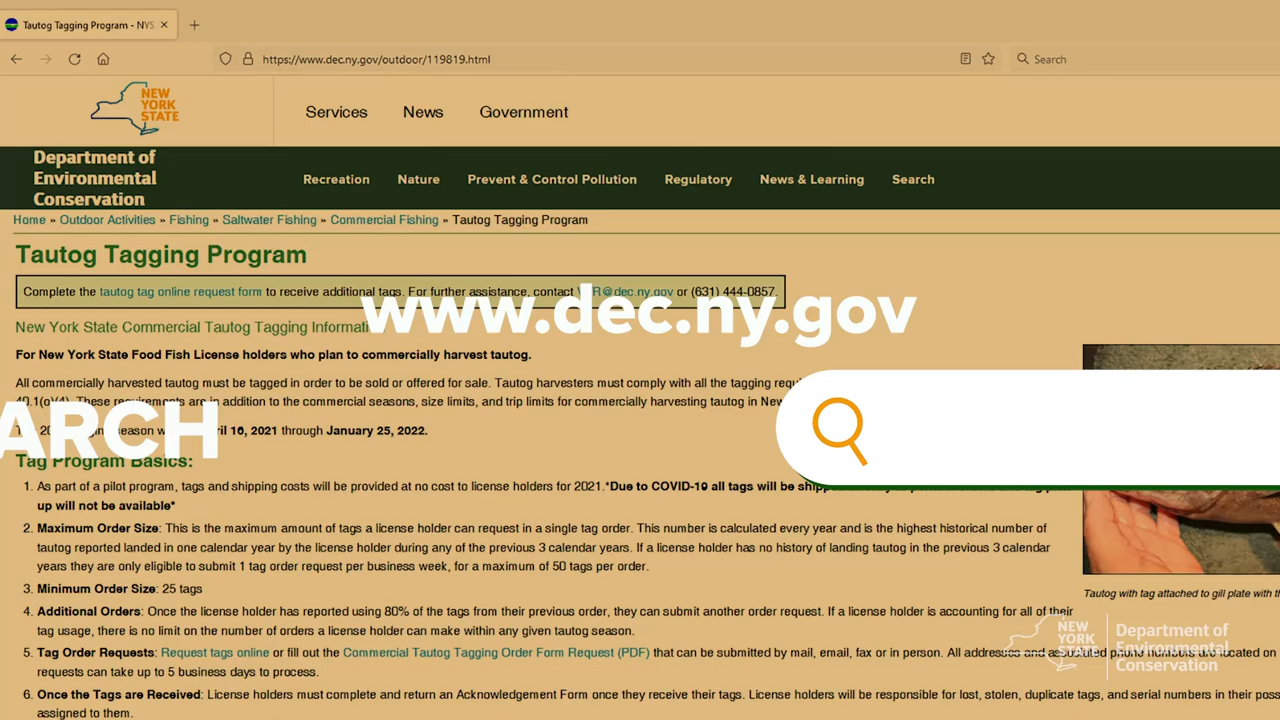 Tautog Tagging Program - NYS
https://www.dec.ny.gov/outdoor/119819.html
Search
NEW
YORK
STATE
Services News Government
Department of
Environmental
Conservation
Recreation Nature Prevent & Control Pollution Regulatory News & Learning Search
Home » Outdoor Activities » Fishing » Saltwater Fishing » Commercial Fishing » Tautog Tagging Program
Tautog Tagging Program
Complete the tautog tag online request form to receive additional tags. For further assistance, contact R@dec.ny.gov or (631) 444-0857.
www.dec.ny.gov
New York State Commercial Tautog Tagging Informati
For New York State Food Fish License holders who plan to commercially harvest tautog.
All commercially harvested tautog must be tagged in order to be sold or offered for sale. Tautog harvesters must comply with all the tagging requ
40.1(o)(4). These requirements are in addition to the commercial seasons, size limits, and trip limits for commercially harvesting tautog in New
ARCH
season w 16, 2021 through January 25, 2022.
Tag Program Basics:
1. As part of a pilot program, tags and shipping costs will be provided at no cost to license holders for 2021.*Due to COVID-19 all tags will be
up will not be available*
2. Maximum Order Size: This is the maximum amount of tags a license holder can request in a single tag order. This number is calculated every year and is the highest historical number of
tautog reported landed in one calendar year by the license holder during any of the previous 3 calendar years. If a license holder has no history of landing tautog in the previous 3 calendar
years they are only eligible to submit 1 tag order request per business week, for a maximum of 50 tags per order.
3. Minimum Order Size: 25 tags
Tautog with tag attached to gill plate with th
4. Additional Orders: Once the license holder has reported using 80% of the tags from their previous order, they can submit another order request. If a license holder is accounting for all of their
tag usage, there is no limit on the number of orders a license holder can make within any given tautog season.
5. Tag Order Requests: Request tags online or fill out the Commercial Tautog Tagging Order Form Request (PDF) that can be submitted by mail, email, fax or in person. All addresses and associated phone numbers are located on
requests can take up to 5 business days to process.
6. Once the Tags are Received: License holders must complete and return an Acknowledgement Form once they receive their tags. License holders will be responsible for lost, stolen, duplicate tags, and serial numbers in their poss
assigned to them.
NEW
YORK
STATE
Department of
Environmental
Conservation